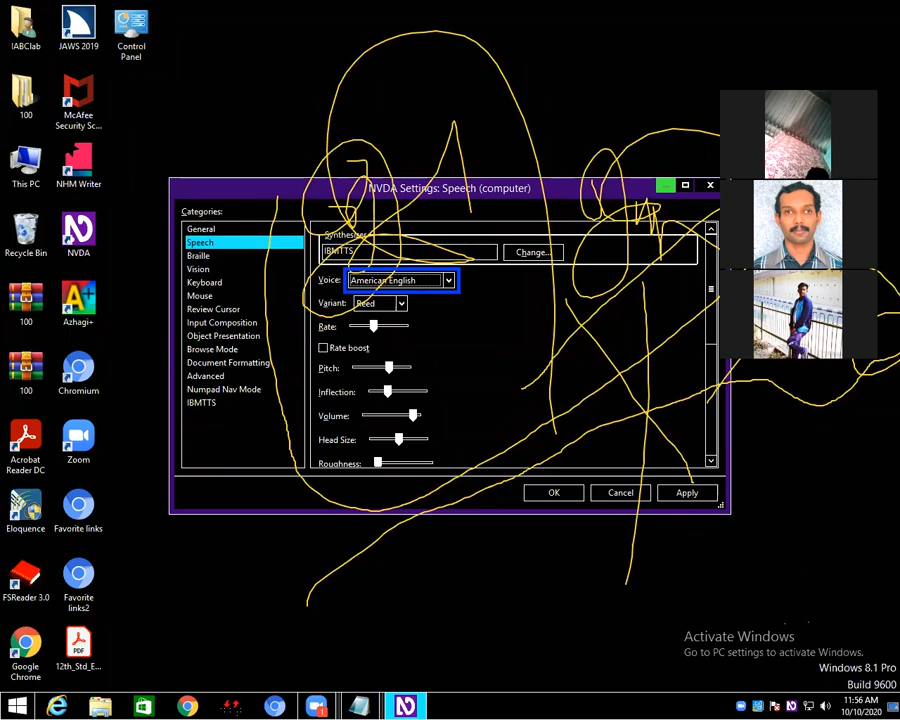 IABClab
JAWS 2019
Control
Panel
100
McAfee
Security Sc...
This PC
NHM Writer
Recycle Bin
NVDA
100
Azhagi+
100
Chromium
Acrobat
Reader DC
Zoom
Eloquence
Favorite links
FSReader 3.0
Favorite
links2
Google
Chrome
12th_Std_E...
NVDA Settings: Speech (computer)
Categories:
General
Speech
Braille
Vision
Keyboard
Mouse
Review Cursor
Input Composition
Object Presentation
Browse Mode
Document Formatting
Advanced
Numpad Nav Mode
IBMTTS
Synthesizer
IBMTTS
Change...
Voice:
American English
Variant:
Reed
Rate:
Rate boost
Pitch:
Inflection:
Volume:
Head Size:
Roughness:
OK
Cancel
Apply
Activate Windows
Go to PC settings to activate Windows.
Windows 8.1 Pro
Build 9600
11:56 AM
10/10/2020